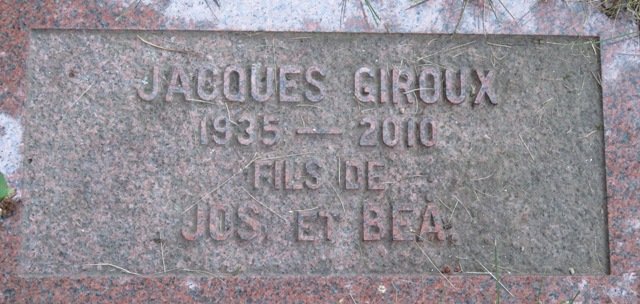 JACQUES GIROUX
1935 — 2010
FILS DE
JOS. ET BEA.